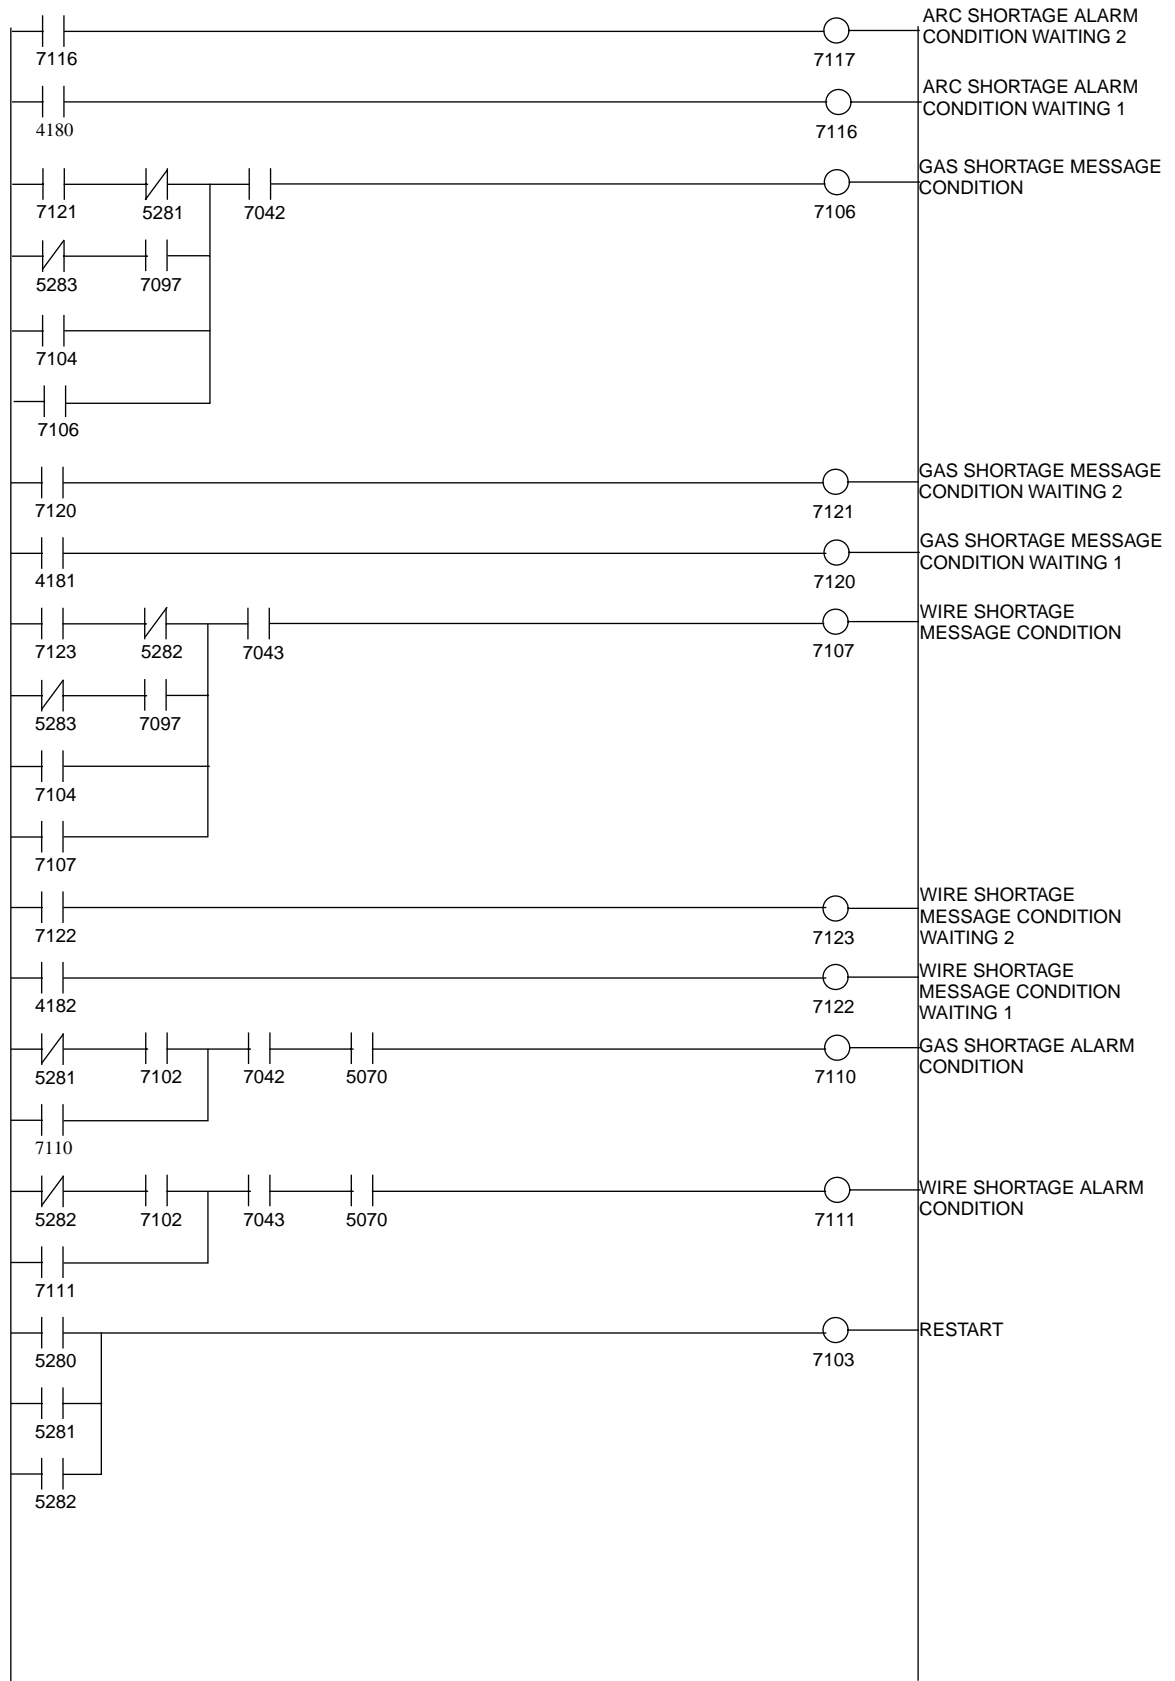 ARC SHORTAGE ALARM
CONDITION WAITING 2
7116
7117
ARC SHORTAGE ALARM
CONDITION WAITING 1
4180
7116
GAS SHORTAGE MESSAGE
CONDITION
7121
5281
7042
7106
5283
7097
7104
7106
GAS SHORTAGE MESSAGE
CONDITION WAITING 2
7120
7121
GAS SHORTAGE MESSAGE
CONDITION WAITING 1
4181
7120
WIRE SHORTAGE
MESSAGE CONDITION
7123
5282
7043
7107
5283
7097
7104
7107
WIRE SHORTAGE
MESSAGE CONDITION
WAITING 2
7122
7123
WIRE SHORTAGE
MESSAGE CONDITION
WAITING 1
4182
7122
GAS SHORTAGE ALARM
CONDITION
5281
7102
7042
5070
7110
7110
WIRE SHORTAGE ALARM
CONDITION
5282
7102
7043
5070
7111
7111
RESTART
5280
7103
5281
5282